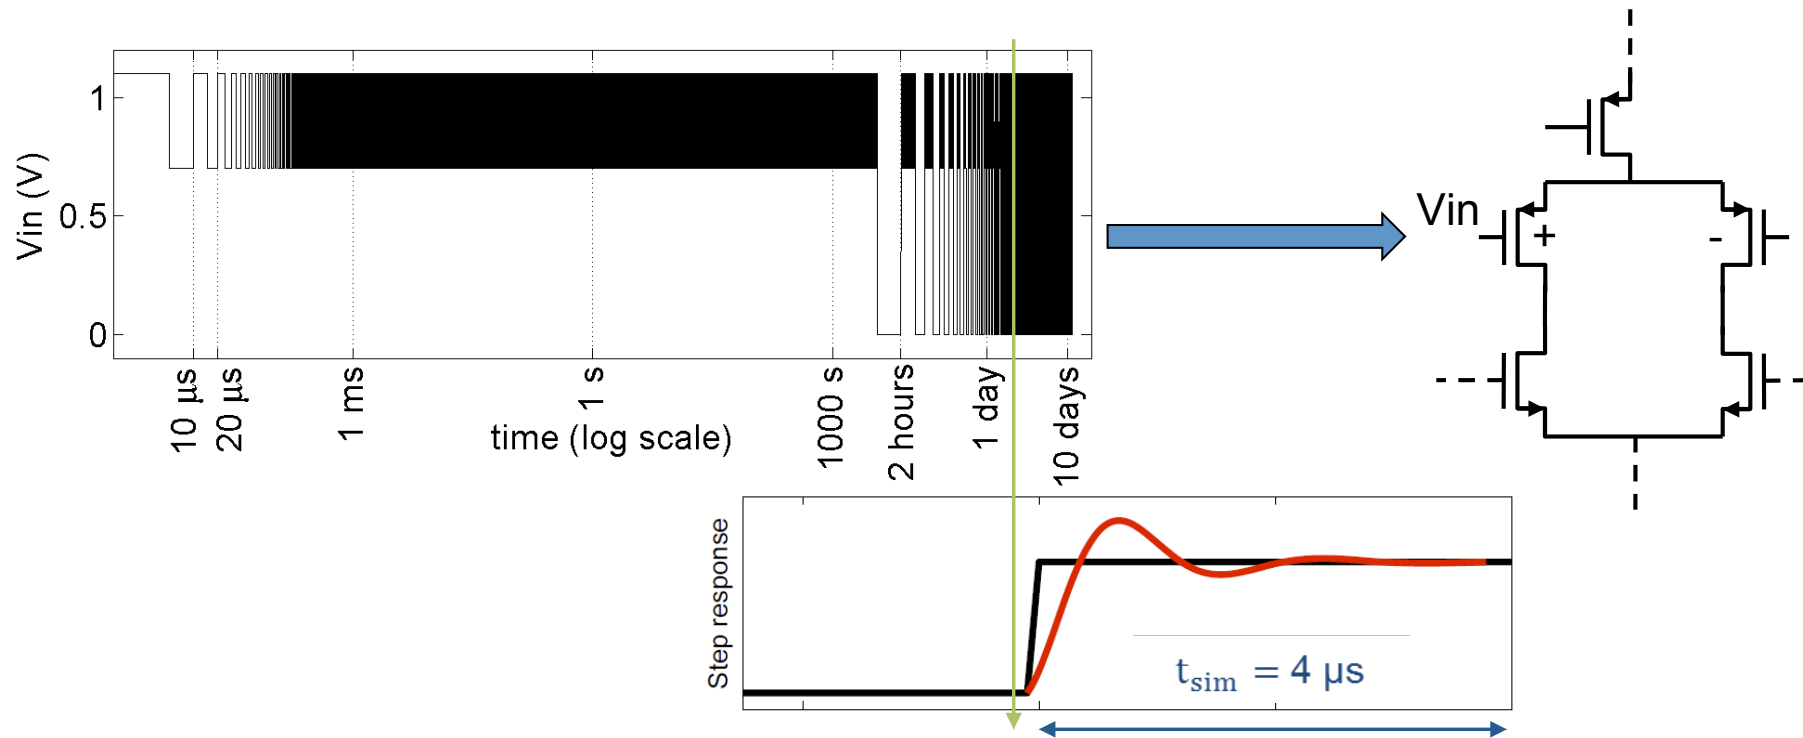 1
0.5
0
Vin (V)
10 µs
20 µs
1 ms
1 s
1000 s
2 hours
1 day
10 days
time (log scale)
Vin
+
-
Step response
t_sim = 4 µs